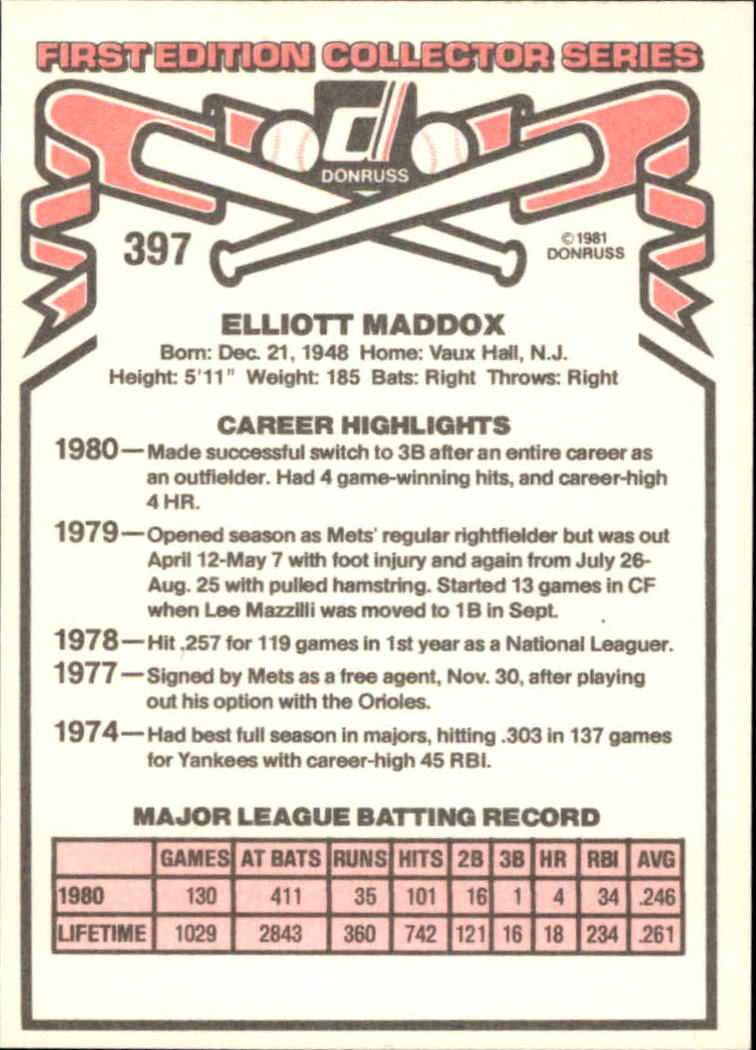 FIRST EDITION COLLECTOR SERIES
d
DONRUSS
397
© 1981
DONRUSS
ELLIOTT MADDOX
Born: Dec. 21, 1948 Home: Vaux Hall, N.J.
Height: 5'11" Weight: 185 Bats: Right Throws: Right
CAREER HIGHLIGHTS
1980—Made successful switch to 3B after an entire career as
an outfielder. Had 4 game-winning hits, and career-high
4 HR.
1979—Opened season as Mets' regular rightfielder but was out
April 12-May 7 with foot injury and again from July 26-
Aug. 25 with pulled hamstring. Started 13 games in CF
when Lee Mazzilli was moved to 1B in Sept.
1978—Hit .257 for 119 games in 1st year as a National Leaguer.
1977—Signed by Mets as a free agent, Nov. 30, after playing
out his option with the Orioles.
1974—Had best full season in majors, hitting .303 in 137 games
for Yankees with career-high 45 RBI.
MAJOR LEAGUE BATTING RECORD
GAMES AT BATS RUNS HITS 2B 3B HR RBI AVG
1980 130 411 35 101 16 1 4 34 .246
LIFETIME 1029 2843 360 742 121 16 18 234 .261